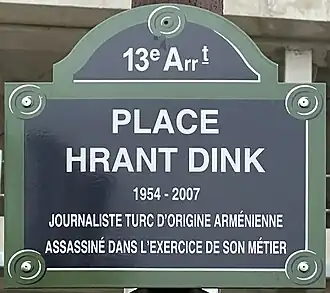 13e Arrt
PLACE
HRANT DINK
1954 - 2007
JOURNALISTE TURC D'ORIGINE ARMÉNIENNE
ASSASSINÉ DANS L'EXERCICE DE SON MÉTIER